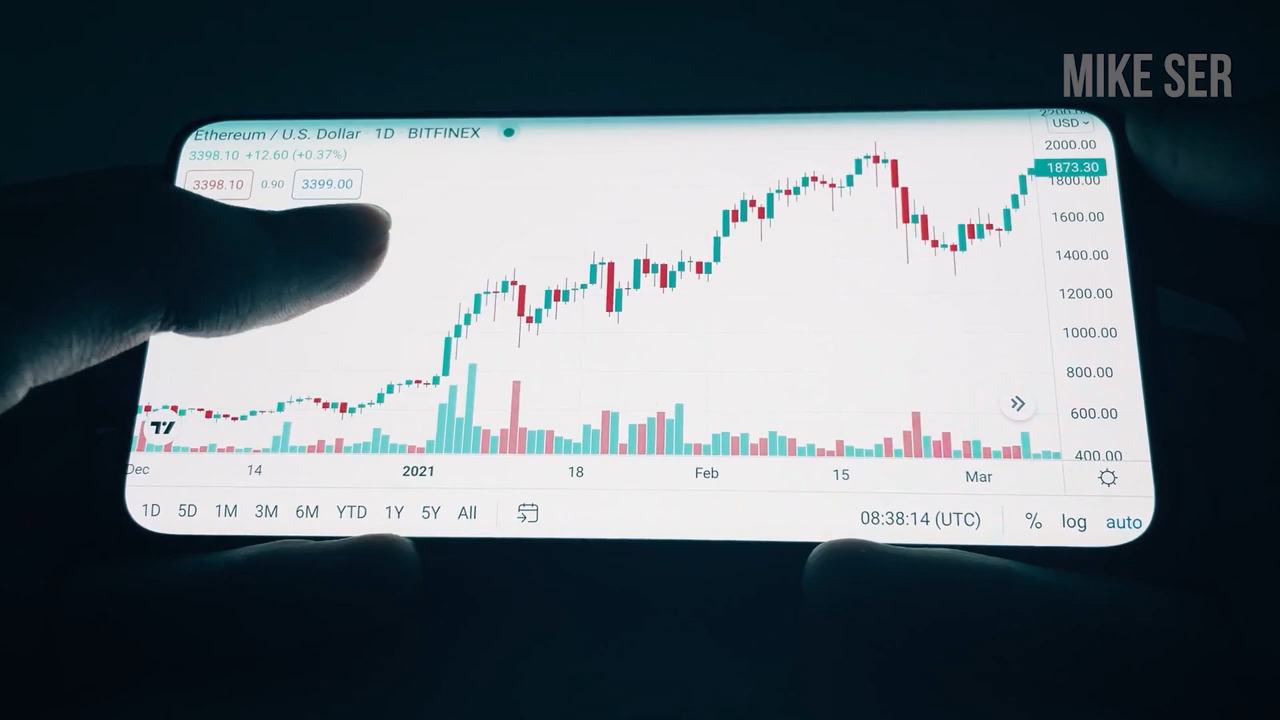 MIKE SER
Ethereum / U.S. Dollar 1D BITFINEX
3398.10 +12.60 (+0.37%)
3398.10 0.90 3399.00
2200.00
USD
2000.00
1873.30
1800.00
1600.00
1400.00
1200.00
1000.00
800.00
600.00
400.00
Dec 14 2021 18 Feb 15 Mar
1D 5D 1M 3M 6M YTD 1Y 5Y All
08:38:14 (UTC) % log auto